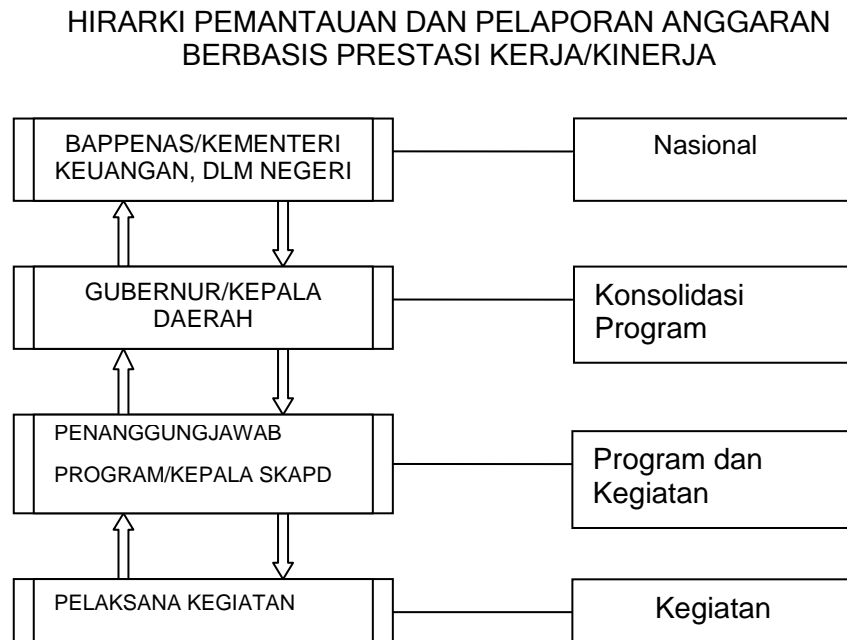 HIRARKI PEMANTAUAN DAN PELAPORAN ANGGARAN
BERBASIS PRESTASI KERJA/KINERJA
BAPPENAS/KEMENTERI
KEUANGAN, DLM NEGERI
Nasional
GUBERNUR/KEPALA
DAERAH
Konsolidasi
Program
PENANGGUNGJAWAB
PROGRAM/KEPALA SKAPD
Program dan
Kegiatan
PELAKSANA KEGIATAN
Kegiatan